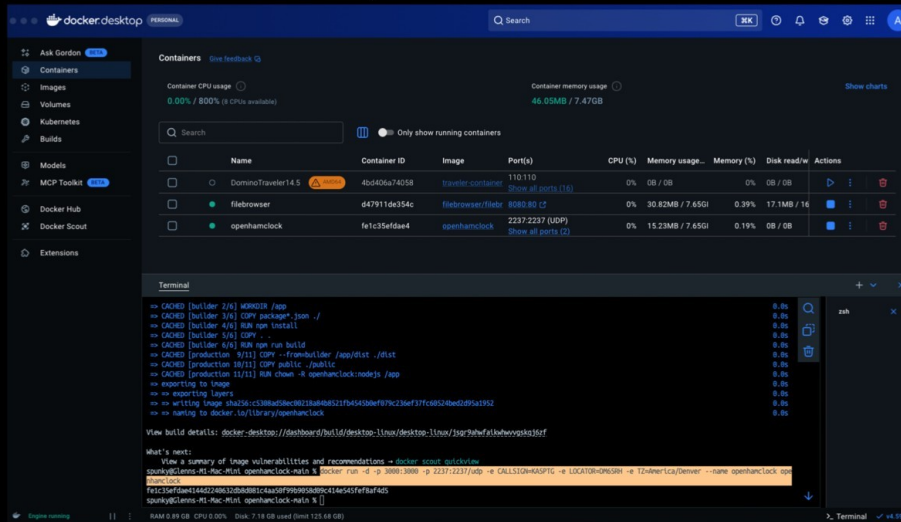 docker.desktop PERSONAL
Search ⌘K
A
Ask Gordon BETA
Containers
Images
Volumes
Kubernetes
Builds
Models
MCP Toolkit BETA
Docker Hub
Docker Scout
Extensions
Containers Give feedback
Container CPU usage
0.00% / 800% (8 CPUs available)
Container memory usage
46.05MB / 7.47GB
Show charts
Search
Only show running containers
Name Container ID Image Port(s) CPU (%) Memory usage... Memory (%) Disk read/w Actions
DominoTraveler14.5 AMD64 4bd406a74058 traveler-container 110:110 0% 0B / 0B 0% 0B / 0B
Show all ports (16)
filebrowser d47911de354c filebrowser/filebr 8080:80 0% 30.82MB / 7.65GI 0.39% 17.1MB / 16
openhamclock fe1c35efdae4 openhamclock 2237:2237 (UDP) 0% 15.23MB / 7.65GI 0.19% 0B / 0B
Show all ports (2)
Terminal
zsh
=> CACHED [builder 2/6] WORKDIR /app 0.0s
=> CACHED [builder 3/6] COPY package*.json ./ 0.0s
=> CACHED [builder 4/6] RUN npm install 0.0s
=> CACHED [builder 5/6] COPY . . 0.0s
=> CACHED [builder 6/6] RUN npm run build 0.0s
=> CACHED [production 9/11] COPY --from=builder /app/dist ./dist 0.0s
=> CACHED [production 10/11] COPY public ./public 0.0s
=> CACHED [production 11/11] RUN chown -R openhamclock:nodejs /app 0.0s
=> exporting to image 0.0s
=> => exporting layers 0.0s
=> => writing image 0.0s
=> => naming to docker.io/library/openhamclock 0.0s
View build details: docker-desktop://dashboard/build/desktop-linux/desktop-linux/jsgr9ahwfaikwhwvvgskqj6zf
What's next:
View a summary of image vulnerabilities and recommendations → docker scout quickview
spunky@Glenns-M1-Mac-Mini openhamclock-main % docker run -d -p 3000:3000 -p 2237:2237/udp -e CALLSIGN=KA5PTG -e LOCATOR=DM65RH -e TZ=America/Denver --name openhamclock ope
nhamclock
spunky@Glenns-M1-Mac-Mini openhamclock-main %
Engine running RAM 0.89 GB CPU 0.00% Disk: 7.18 GB used (limit 125.68 GB) Terminal